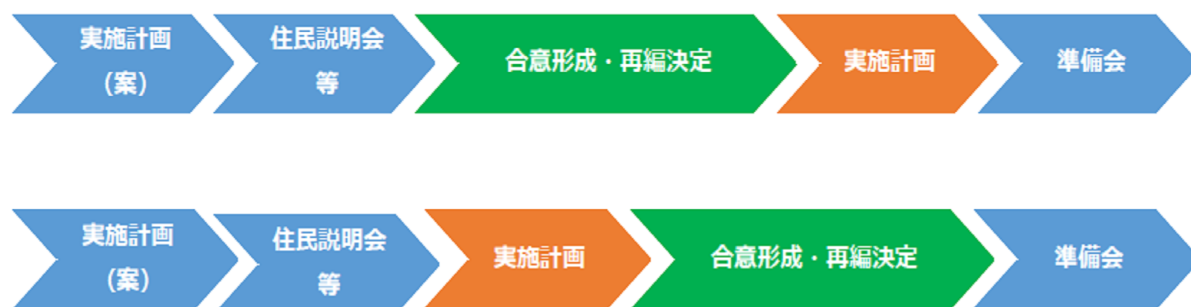 実施計画
（案）
住民説明会
等
合意形成・再編決定
実施計画
準備会
実施計画
（案）
住民説明会
等
実施計画
合意形成・再編決定
準備会